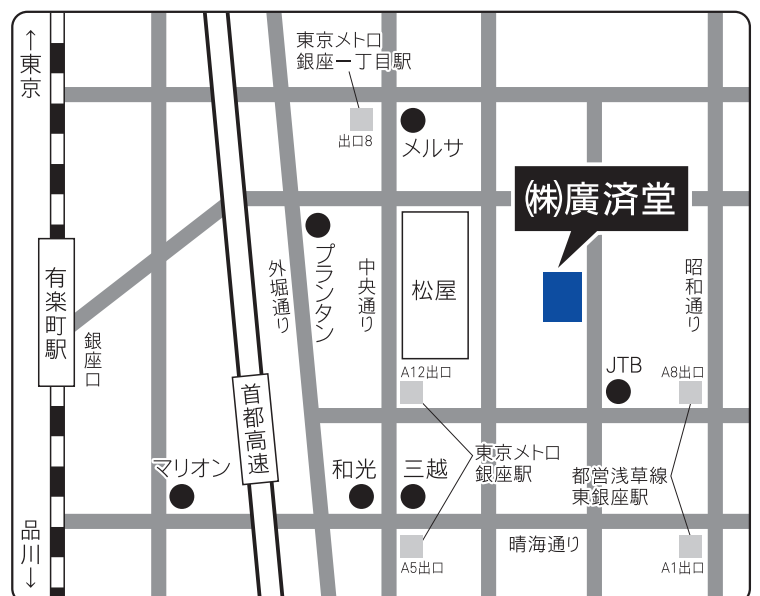 ↑東京
東京メトロ
銀座一丁目駅
出口8
メルサ
㈱廣済堂
プランタン
外堀通り
中央通り
松屋
昭和通り
有楽町駅
銀座口
首都高速
A12出口
JTB
A8出口
マリオン
和光
三越
東京メトロ
銀座駅
都営浅草線
東銀座駅
晴海通り
A5出口
A1出口
品川↓